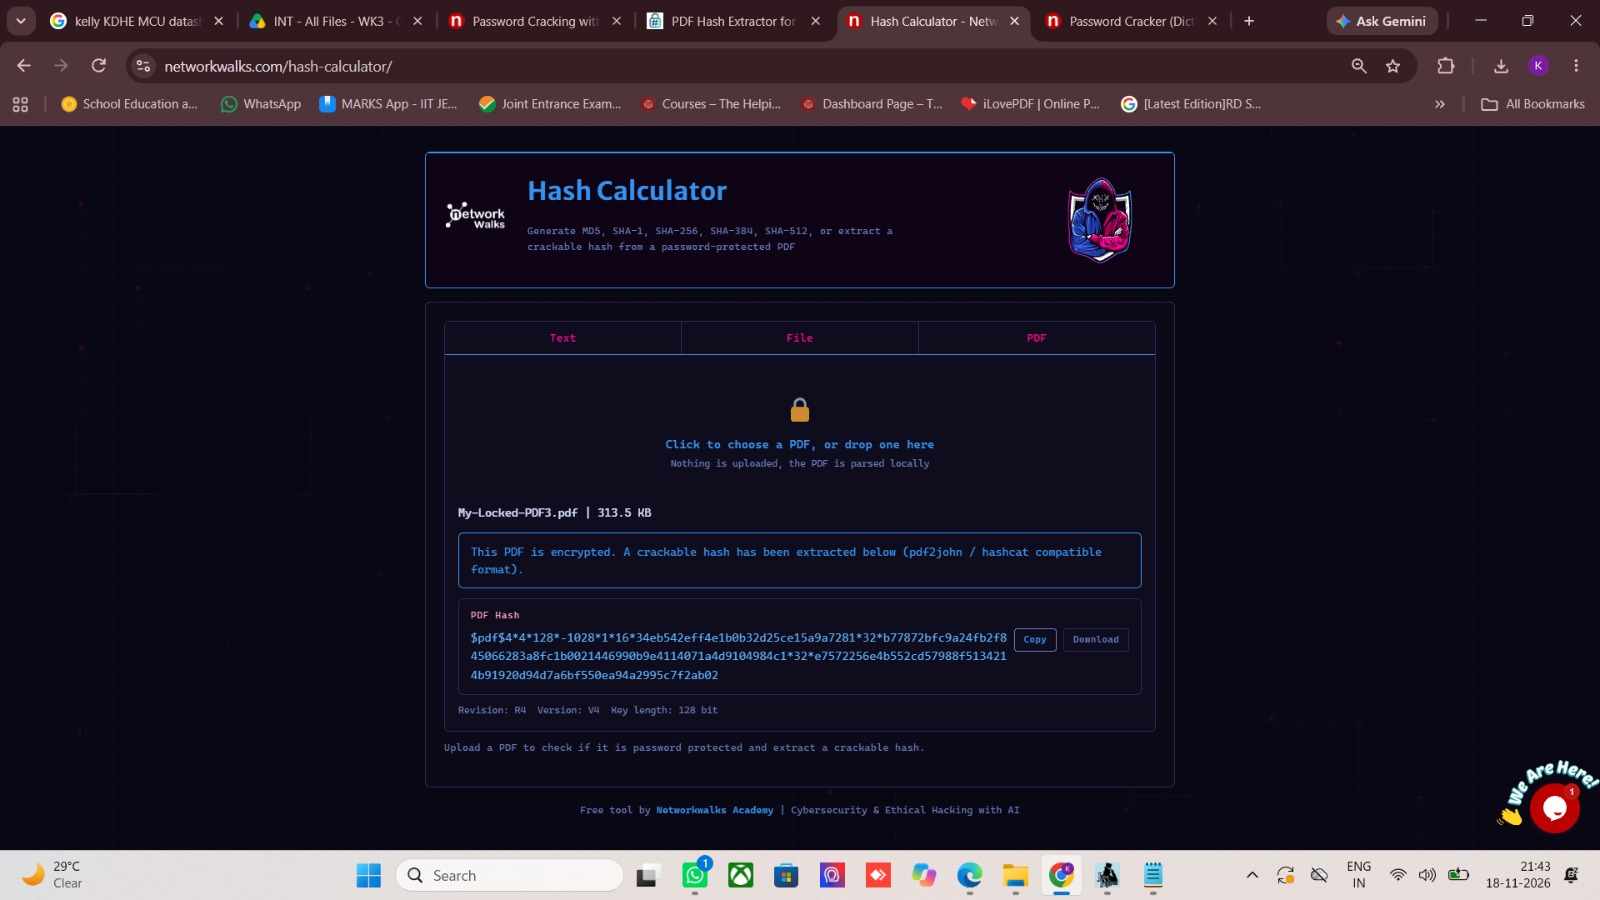 kelly KDHE MCU datash
INT - All Files - WK3 -
Password Cracking with
PDF Hash Extractor for
Hash Calculator - Netw
Password Cracker (Dict
Ask Gemini
networkwalks.com/hash-calculator/
K
School Education a...
WhatsApp
MARKS App - IIT JE...
Joint Entrance Exam...
Courses – The Helpi...
Dashboard Page – T...
iLovePDF | Online P...
[Latest Edition]RD S...
All Bookmarks
network
Walks
Hash Calculator
Generate MD5, SHA-1, SHA-256, SHA-384, SHA-512, or extract a
crackable hash from a password-protected PDF
Text
File
PDF
Click to choose a PDF, or drop one here
Nothing is uploaded, the PDF is parsed locally
My-Locked-PDF3.pdf | 313.5 KB
This PDF is encrypted. A crackable hash has been extracted below (pdf2john / hashcat compatible
format).
PDF Hash
$pdf$4*4*128*-1028*1*16*34eb542eff4e1b0b32d25ce15a9a7281*32*b77872bfc9a24fb2f8
45066283a8fc1b0021446990b9e4114071a4d9104984c1*32*e7572256e4b552cd57988f513421
4b91920d94d7a6bf550ea94a2995c7f2ab02
Copy
Download
Revision: R4 Version: V4 Key length: 128 bit
Upload a PDF to check if it is password protected and extract a crackable hash.
Free tool by Networkwalks Academy | Cybersecurity & Ethical Hacking with AI
We Are Here!
1
29°C
Clear
Search
1
ENG
IN
21:43
18-11-2026